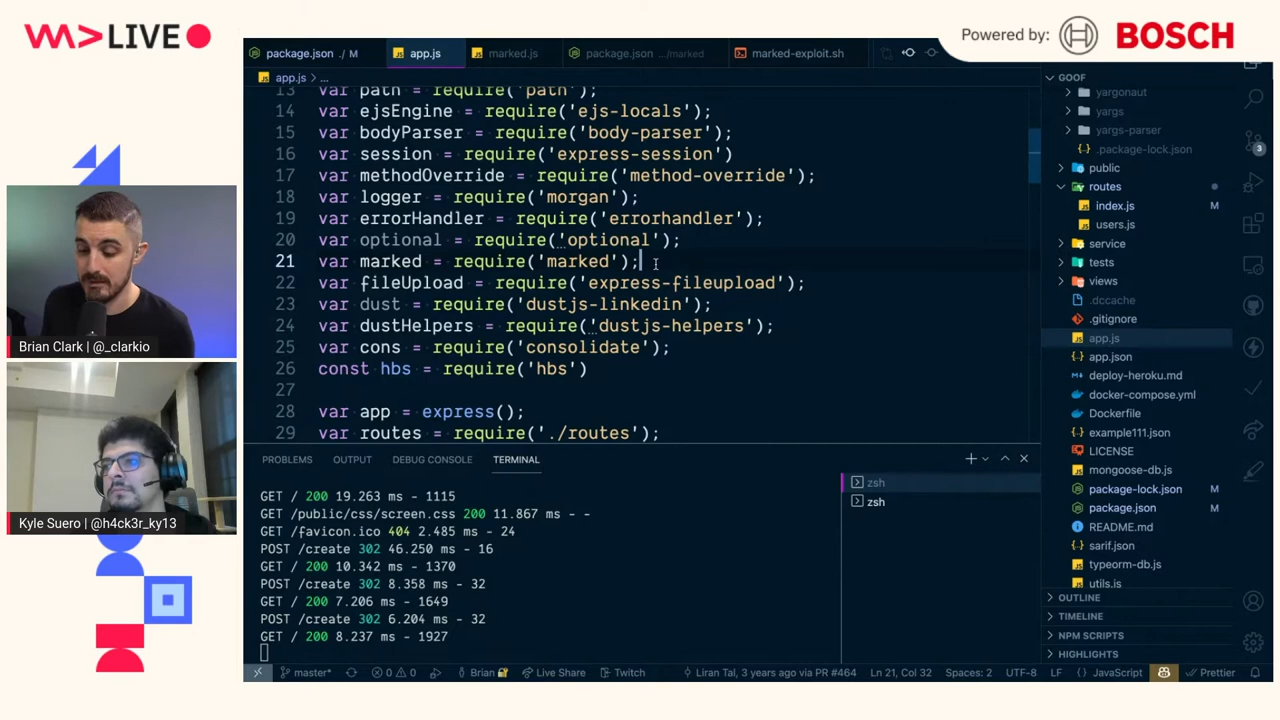 LIVE
Powered by: BOSCH
package.json ./ M
app.js
marked.js
package.json .../marked
marked-exploit.sh
app.js > ...
13 var path = require('path');
14 var ejsEngine = require('ejs-locals');
15 var bodyParser = require('body-parser');
16 var session = require('express-session')
17 var methodOverride = require('method-override');
18 var logger = require('morgan');
19 var errorHandler = require('errorhandler');
20 var optional = require('optional');
21 var marked = require('marked');
22 var fileUpload = require('express-fileupload');
23 var dust = require('dustjs-linkedin');
24 var dustHelpers = require('dustjs-helpers');
25 var cons = require('consolidate');
26 const hbs = require('hbs')
27
28 var app = express();
29 var routes = require('./routes');
PROBLEMS OUTPUT DEBUG CONSOLE TERMINAL
GET / 200 19.263 ms - 1115
GET /public/css/screen.css 200 11.867 ms - -
GET /favicon.ico 404 2.485 ms - 24
POST /create 302 46.250 ms - 16
GET / 200 10.342 ms - 1370
POST /create 302 8.358 ms - 32
GET / 200 7.206 ms - 1649
POST /create 302 6.204 ms - 32
GET / 200 8.237 ms - 1927
zsh
zsh
GOOF
yargonaut
yargs
yargs-parser
{.} .package-lock.json
public
routes
JS index.js M
JS users.js
service
tests
views
.dccache
.gitignore
JS app.js
{.} app.json
deploy-heroku.md
docker-compose.yml
Dockerfile
example111.json
LICENSE
mongoose-db.js
package-lock.json M
package.json M
README.md
sarif.json
typeorm-db.js
utils.js
OUTLINE
TIMELINE
NPM SCRIPTS
HIGHLIGHTS
3
Brian Clark | @_clarkio
Kyle Suero | @h4ck3r_ky13
master* 0 0 Brian Live Share Twitch Liran Tal, 3 years ago via PR #464 Ln 21, Col 32 Spaces: 2 UTF-8 LF {} JavaScript Prettier